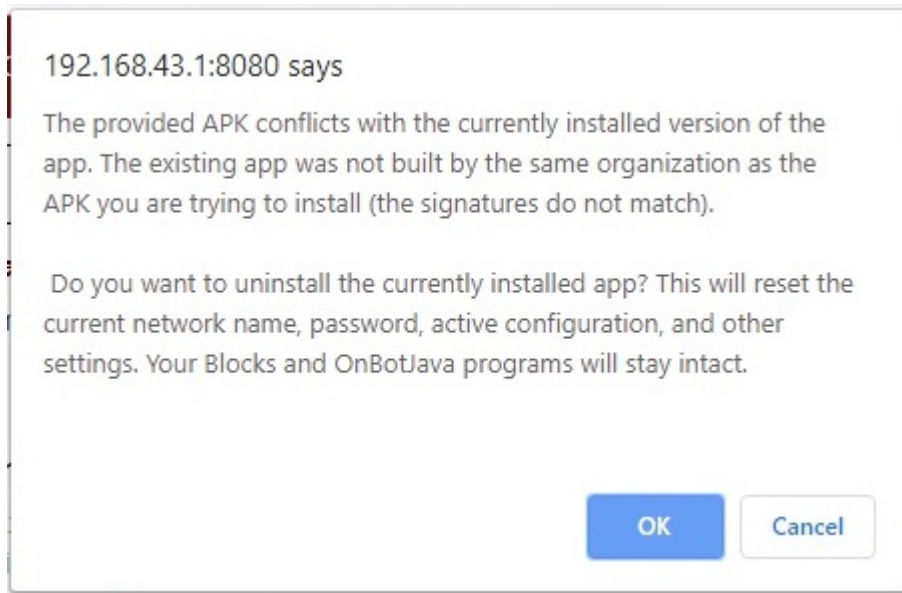 192.168.43.1:8080 says
The provided APK conflicts with the currently installed version of the
app. The existing app was not built by the same organization as the
APK you are trying to install (the signatures do not match).
Do you want to uninstall the currently installed app? This will reset the
current network name, password, active configuration, and other
settings. Your Blocks and OnBotJava programs will stay intact.
OK
Cancel